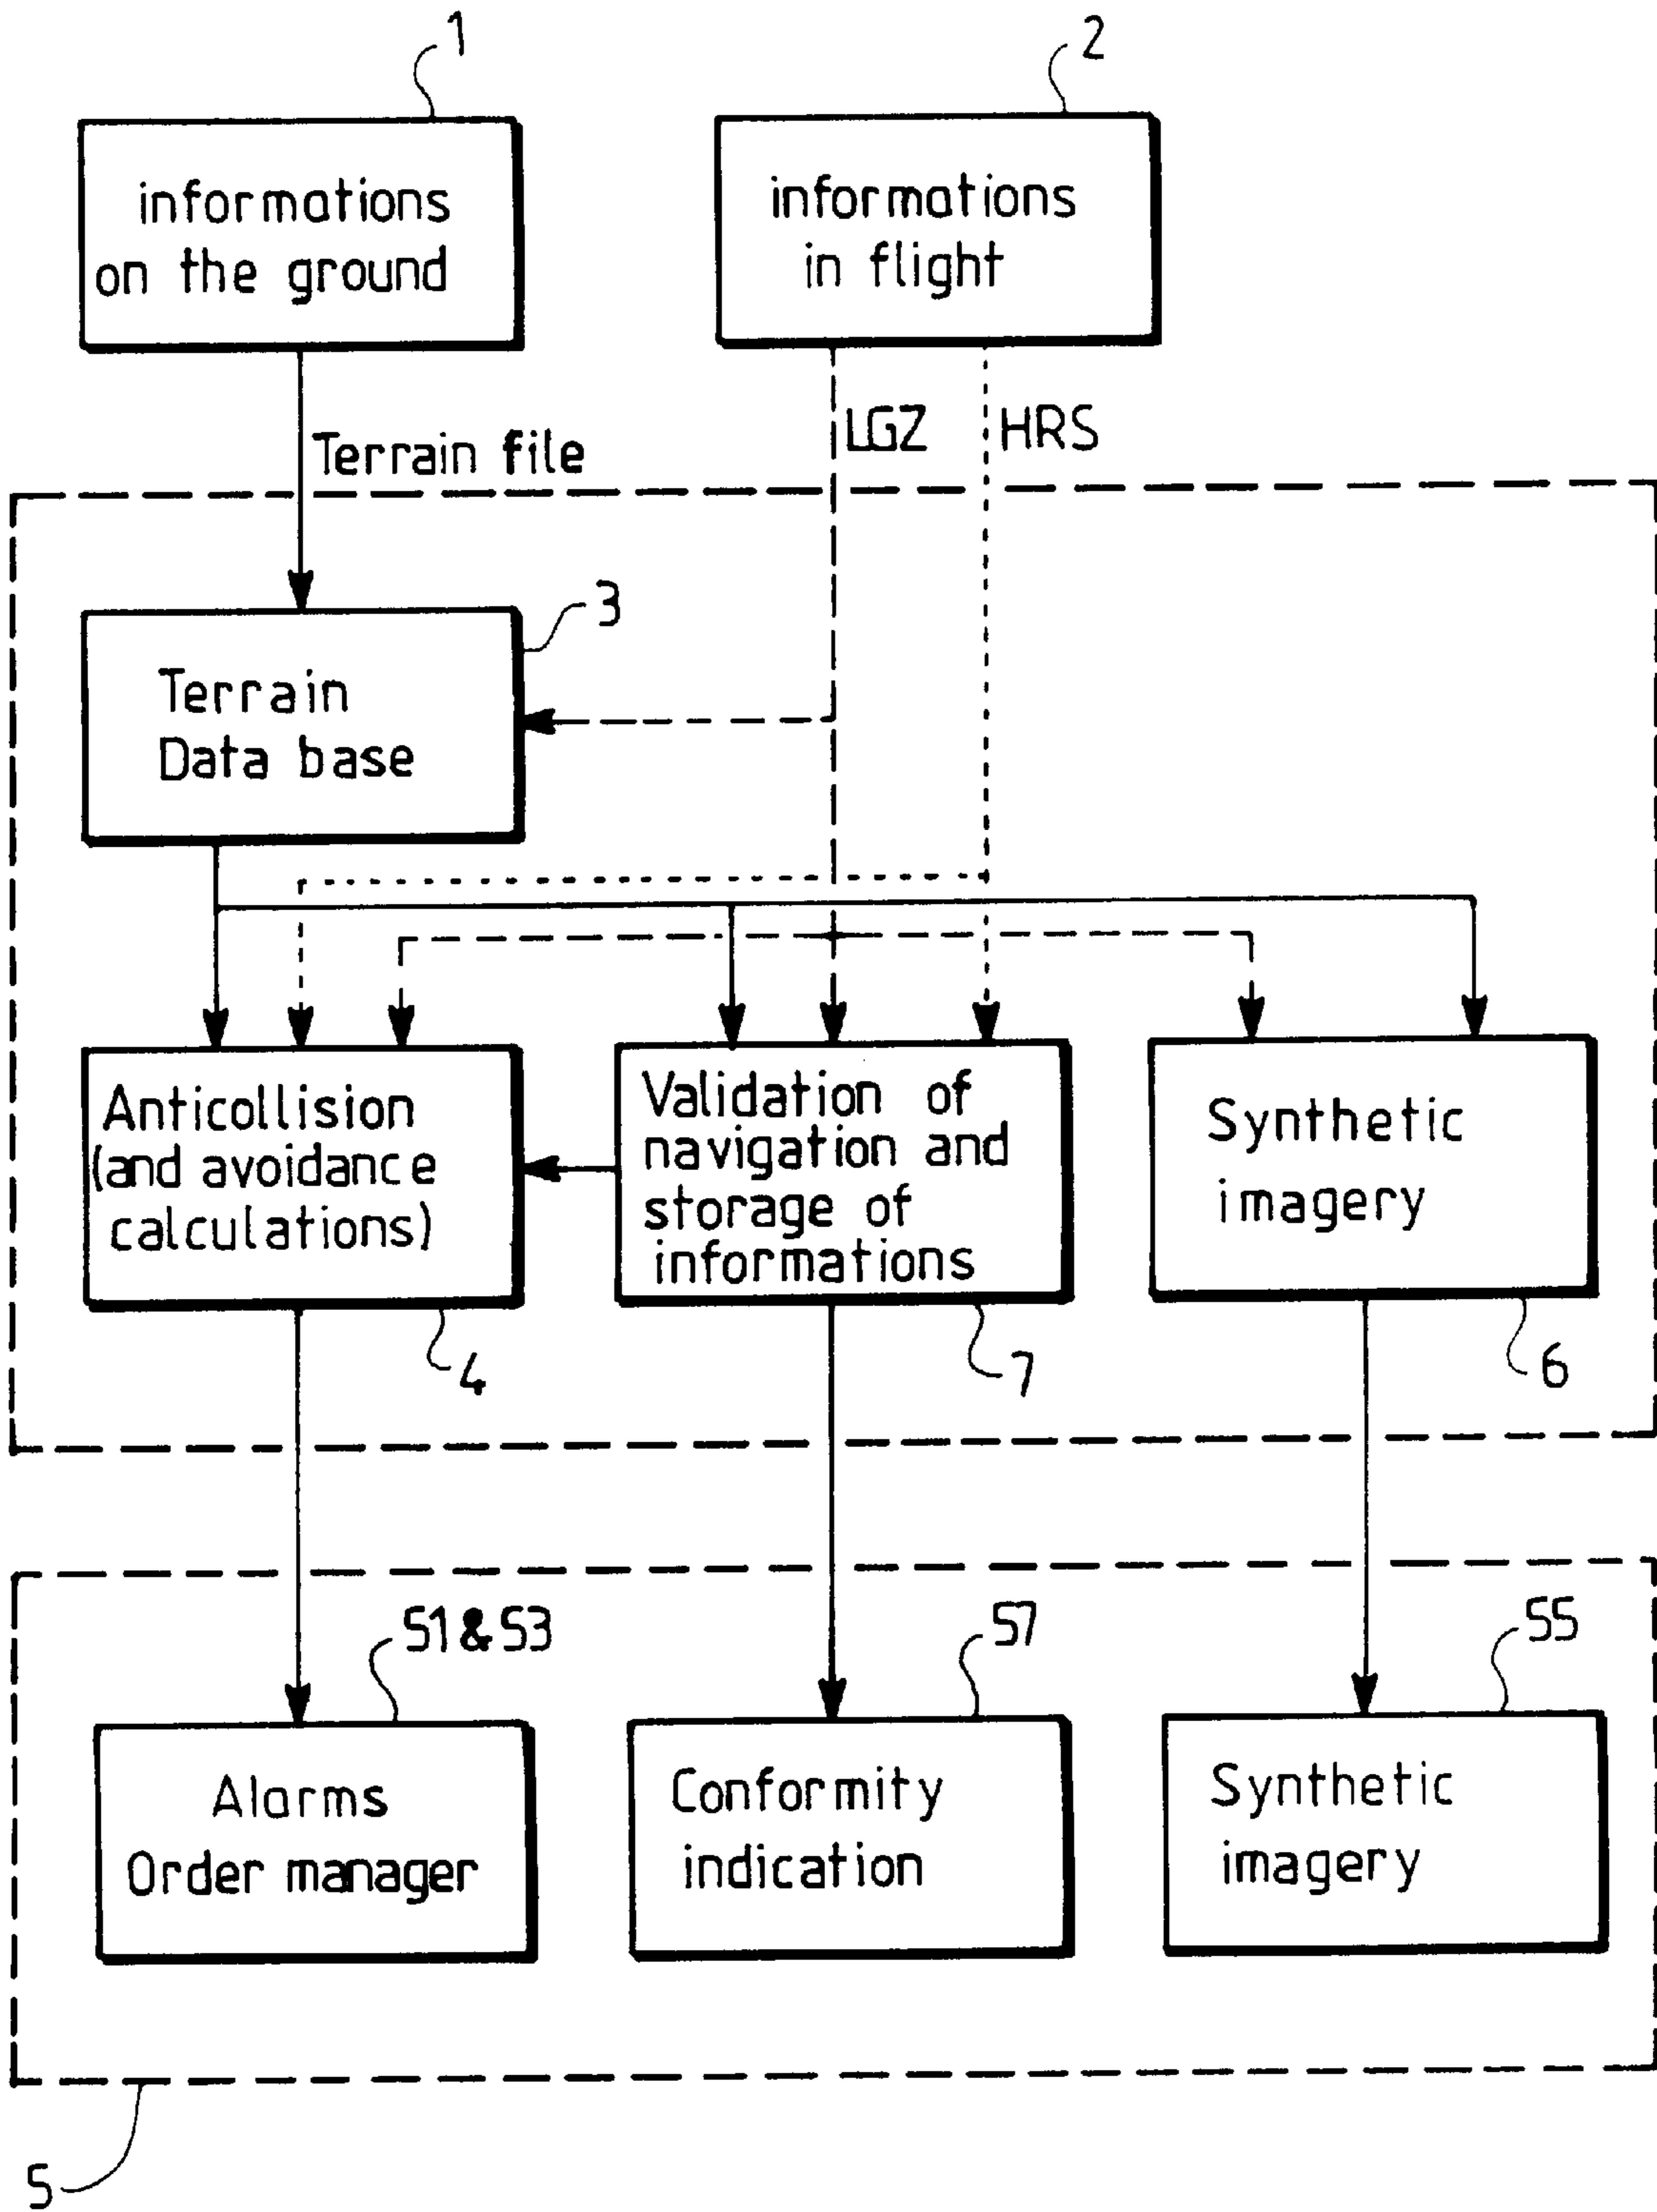 1
2
informations
on the ground
informations
in flight
Terrain file
LGZ
HRS
3
Terrain
Data base
Anticollision
(and avoidance
calculations)
Validation of
navigation and
storage of
informations
Synthetic
imagery
4
7
6
51 & 53
57
55
Alarms
Order manager
Conformity
indication
Synthetic
imagery
5